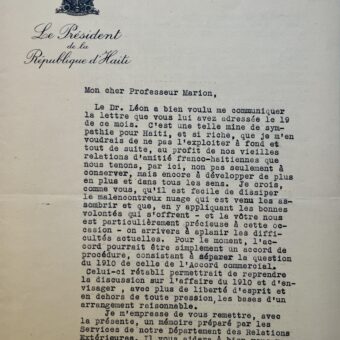 Le Président
de la
République d'Haïti
Mon cher Professeur Marion,
Le Dr. Léon a bien voulu me communiquer
la lettre que vous lui avez adressée le 19
de ce mois. C'est une telle mine de sym-
pathie pour Haïti, et si riche, que je m'en
voudrais de ne pas l'exploiter à fond et
tout de suite, au profit de nos vieilles
relations d'amitié franco-haïtiennes que
nous tenons, par ici, non pas seulement à
conserver, mais encore à développer de plus
en plus et dans tous les sens. Je crois,
comme vous, qu'il est facile de dissiper
le malencontreux nuage qui est venu les as-
sombrir et que, en y appliquant les bonnes
volontés qui s'offrent - et la vôtre nous
est particulièrement précieuse à cette oc-
casion - on arrivera à aplanir les diffi-
cultés actuelles. Pour le moment, l'ac-
cord pourrait être simplement un accord de
procédure, consistant à séparer la question
du 1910 de celle de l'Accord commercial.
Celui-ci rétabli permettrait de reprendre
la discussion sur l'affaire du 1910 et d'en-
visager, avec plus de liberté d'esprit et
en dehors de toute pression, les bases d'un
arrangement raisonnable.
Je m'empresse de vous remettre, avec
la présente, un mémoire préparé par les
Services de notre Département des Relations
Extérieures. Il vous aidera à bien